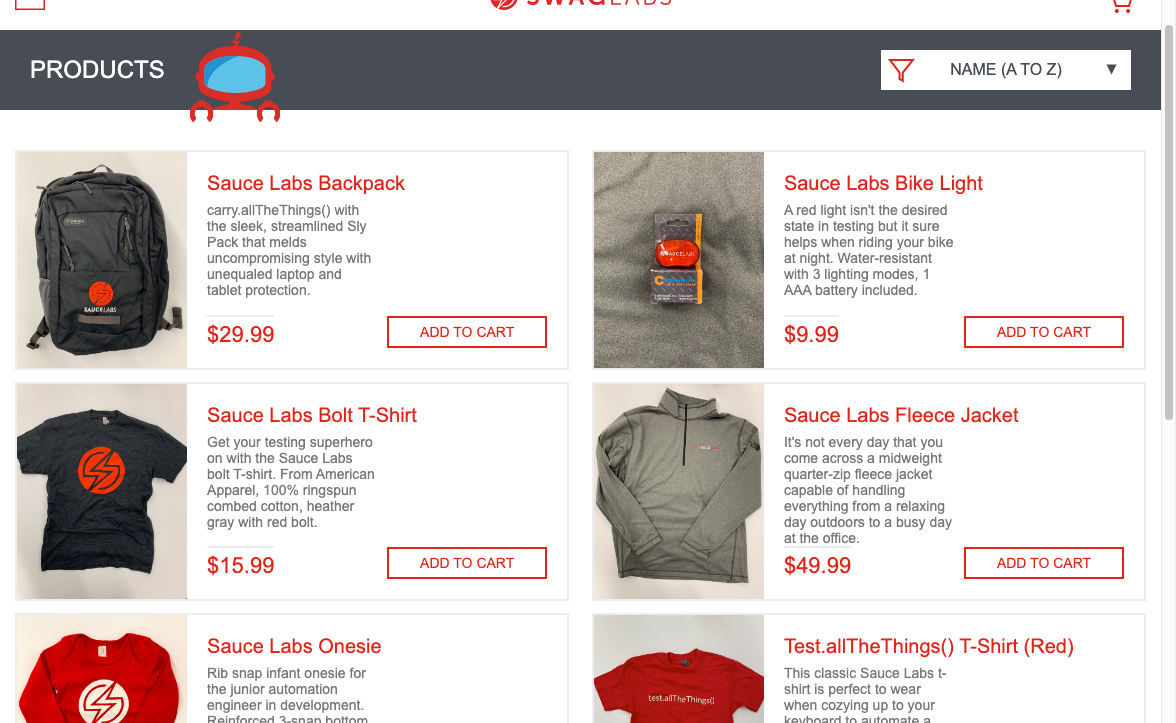 SWAGLABS
PRODUCTS
NAME (A TO Z) ▼
Sauce Labs Backpack
carry.allTheThings() with
the sleek, streamlined Sly
Pack that melds
uncompromising style with
unequaled laptop and
tablet protection.
$29.99
ADD TO CART
SAUCELABS
Sauce Labs Bike Light
A red light isn't the desired
state in testing but it sure
helps when riding your bike
at night. Water-resistant
with 3 lighting modes, 1
AAA battery included.
$9.99
ADD TO CART
SAUCELABS
Sauce Labs Bolt T-Shirt
Get your testing superhero
on with the Sauce Labs
bolt T-shirt. From American
Apparel, 100% ringspun
combed cotton, heather
gray with red bolt.
$15.99
ADD TO CART
Sauce Labs Fleece Jacket
It's not every day that you
come across a midweight
quarter-zip fleece jacket
capable of handling
everything from a relaxing
day outdoors to a busy day
at the office.
$49.99
ADD TO CART
Sauce Labs Onesie
Rib snap infant onesie for
the junior automation
engineer in development.
Reinforced 3-snap bottom
Test.allTheThings() T-Shirt (Red)
This classic Sauce Labs t-
shirt is perfect to wear
when cozying up to your
keyboard to automate a
test.allTheThings()